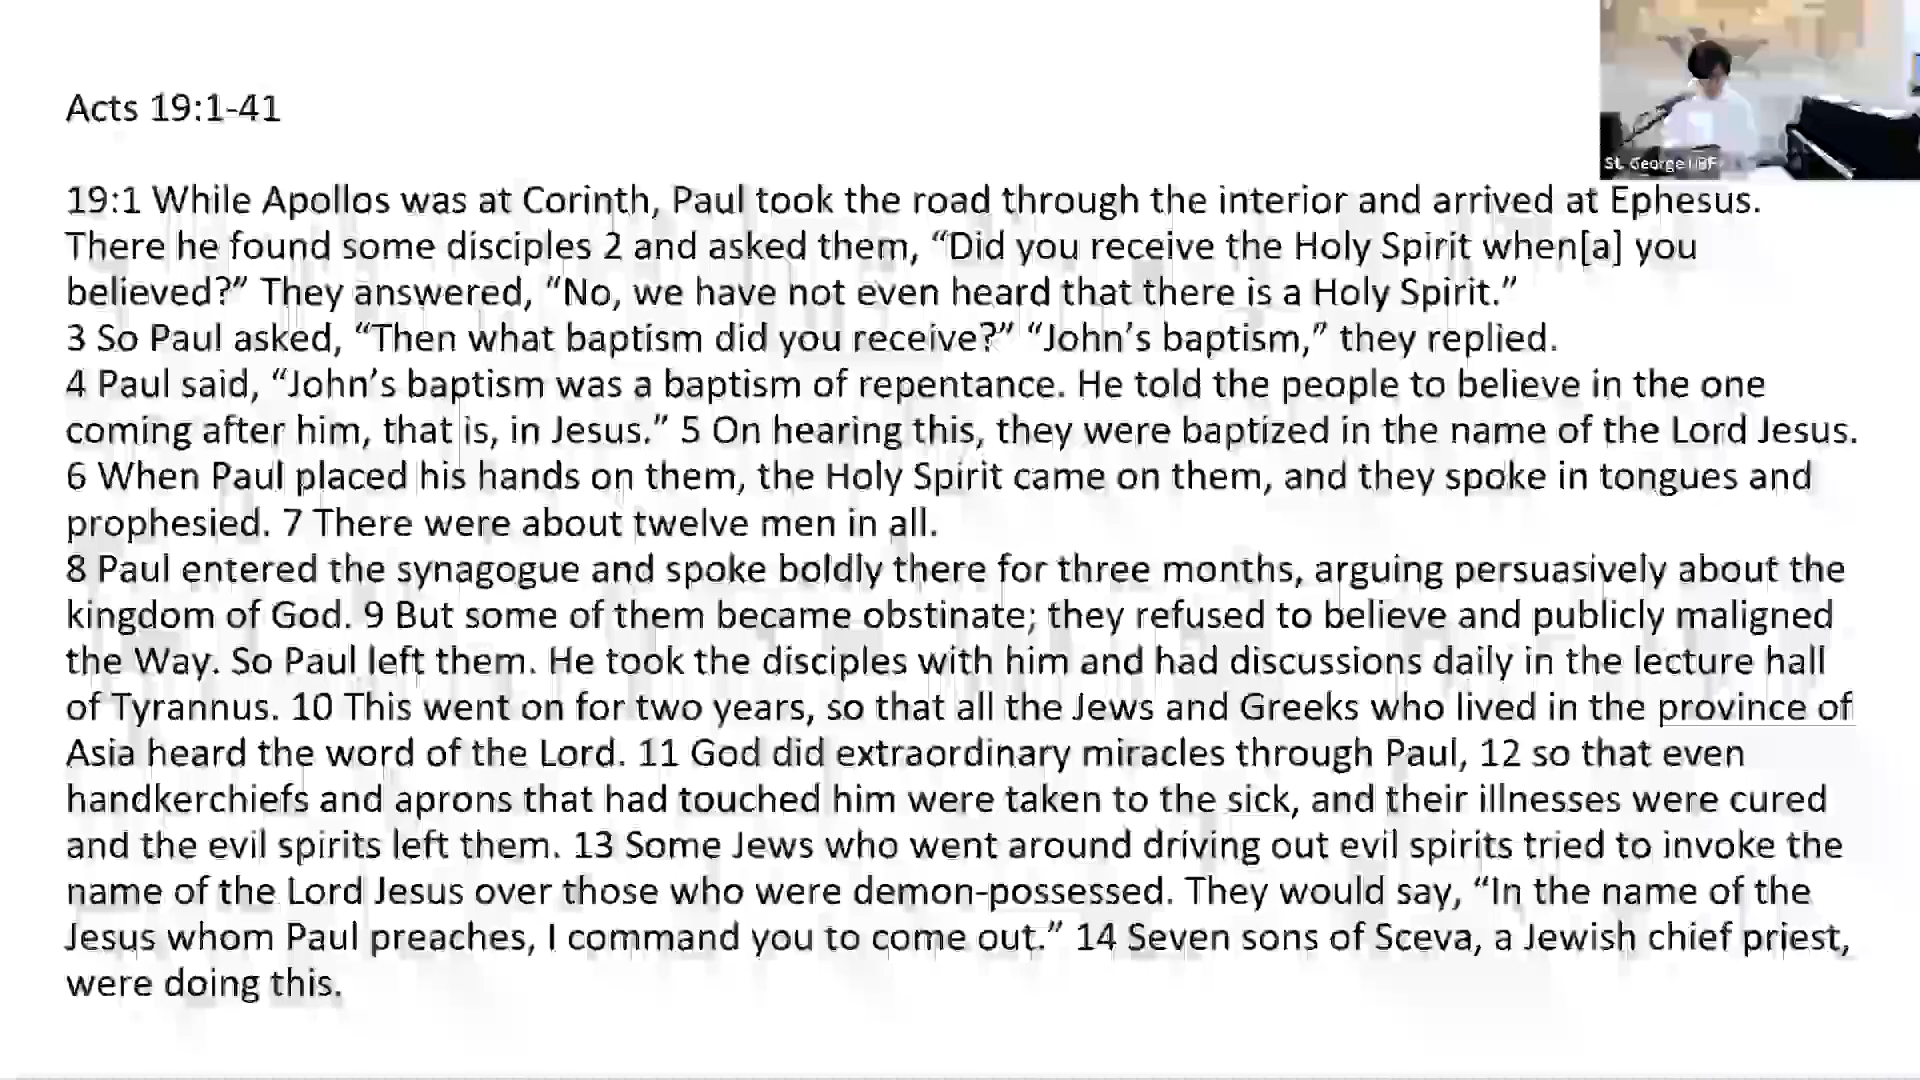 Acts 19:1-41
St. George UBF
19:1 While Apollos was at Corinth, Paul took the road through the interior and arrived at Ephesus.
There he found some disciples 2 and asked them, “Did you receive the Holy Spirit when[a] you
believed?” They answered, “No, we have not even heard that there is a Holy Spirit.”
3 So Paul asked, “Then what baptism did you receive?” “John’s baptism,” they replied.
4 Paul said, “John’s baptism was a baptism of repentance. He told the people to believe in the one
coming after him, that is, in Jesus.” 5 On hearing this, they were baptized in the name of the Lord Jesus.
6 When Paul placed his hands on them, the Holy Spirit came on them, and they spoke in tongues and
prophesied. 7 There were about twelve men in all.
8 Paul entered the synagogue and spoke boldly there for three months, arguing persuasively about the
kingdom of God. 9 But some of them became obstinate; they refused to believe and publicly maligned
the Way. So Paul left them. He took the disciples with him and had discussions daily in the lecture hall
of Tyrannus. 10 This went on for two years, so that all the Jews and Greeks who lived in the province of
Asia heard the word of the Lord. 11 God did extraordinary miracles through Paul, 12 so that even
handkerchiefs and aprons that had touched him were taken to the sick, and their illnesses were cured
and the evil spirits left them. 13 Some Jews who went around driving out evil spirits tried to invoke the
name of the Lord Jesus over those who were demon-possessed. They would say, “In the name of the
Jesus whom Paul preaches, I command you to come out.” 14 Seven sons of Sceva, a Jewish chief priest,
were doing this.